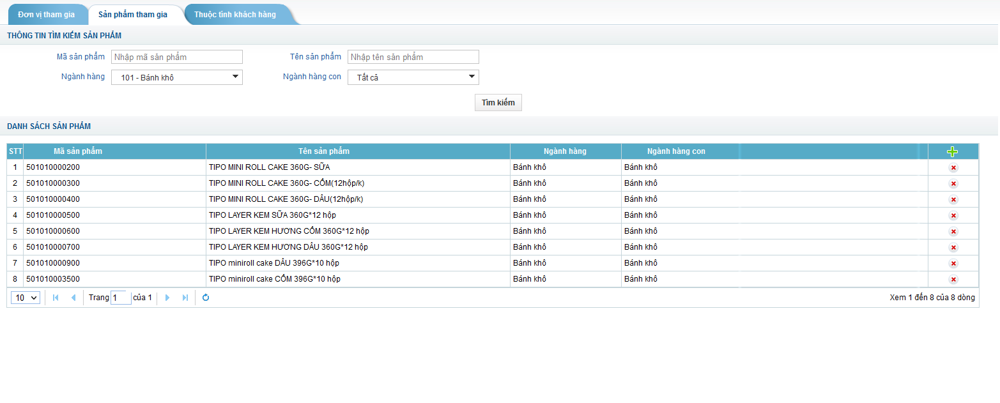 Đơn vị tham gia Sản phẩm tham gia Thuộc tính khách hàng
THÔNG TIN TÌM KIẾM SẢN PHẨM
Mã sản phẩm Nhập mã sản phẩm Tên sản phẩm Nhập tên sản phẩm
Ngành hàng 101 - Bánh khô Ngành hàng con Tất cả
Tìm kiếm
DANH SÁCH SẢN PHẨM
STT Mã sản phẩm Tên sản phẩm Ngành hàng Ngành hàng con
1 501010000200 TIPO MINI ROLL CAKE 360G- SỮA Bánh khô Bánh khô
2 501010000300 TIPO MINI ROLL CAKE 360G- CỐM(12hộp/k) Bánh khô Bánh khô
3 501010000400 TIPO MINI ROLL CAKE 360G- DÂU(12hộp/k) Bánh khô Bánh khô
4 501010000500 TIPO LAYER KEM SỮA 360G*12 hộp Bánh khô Bánh khô
5 501010000600 TIPO LAYER KEM HƯƠNG CỐM 360G*12 hộp Bánh khô Bánh khô
6 501010000700 TIPO LAYER KEM HƯƠNG DÂU 360G*12 hộp Bánh khô Bánh khô
7 501010000900 TIPO miniroll cake DÂU 396G*10 hộp Bánh khô Bánh khô
8 501010003500 TIPO miniroll cake CỐM 396G*10 hộp Bánh khô Bánh khô
10 Trang 1 của 1 Xem 1 đến 8 của 8 dòng